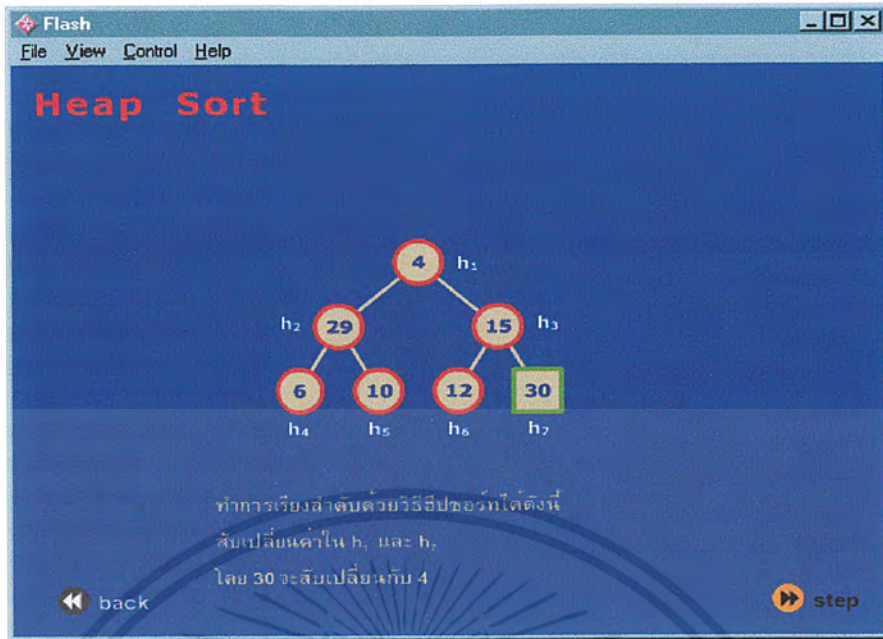 Flash
File View Control Help
Heap Sort
4 h₁
h₂ 29 15 h₃
6 10 12 30
h₄ h₅ h₆ h₇
ทำการเรียงลำดับด้วยวิธีฮีปซอร์ทได้ดังนี้
สับเปลี่ยนค่าใน h₁ และ h₇
โดย 30 จะสับเปลี่ยนกับ 4
back step